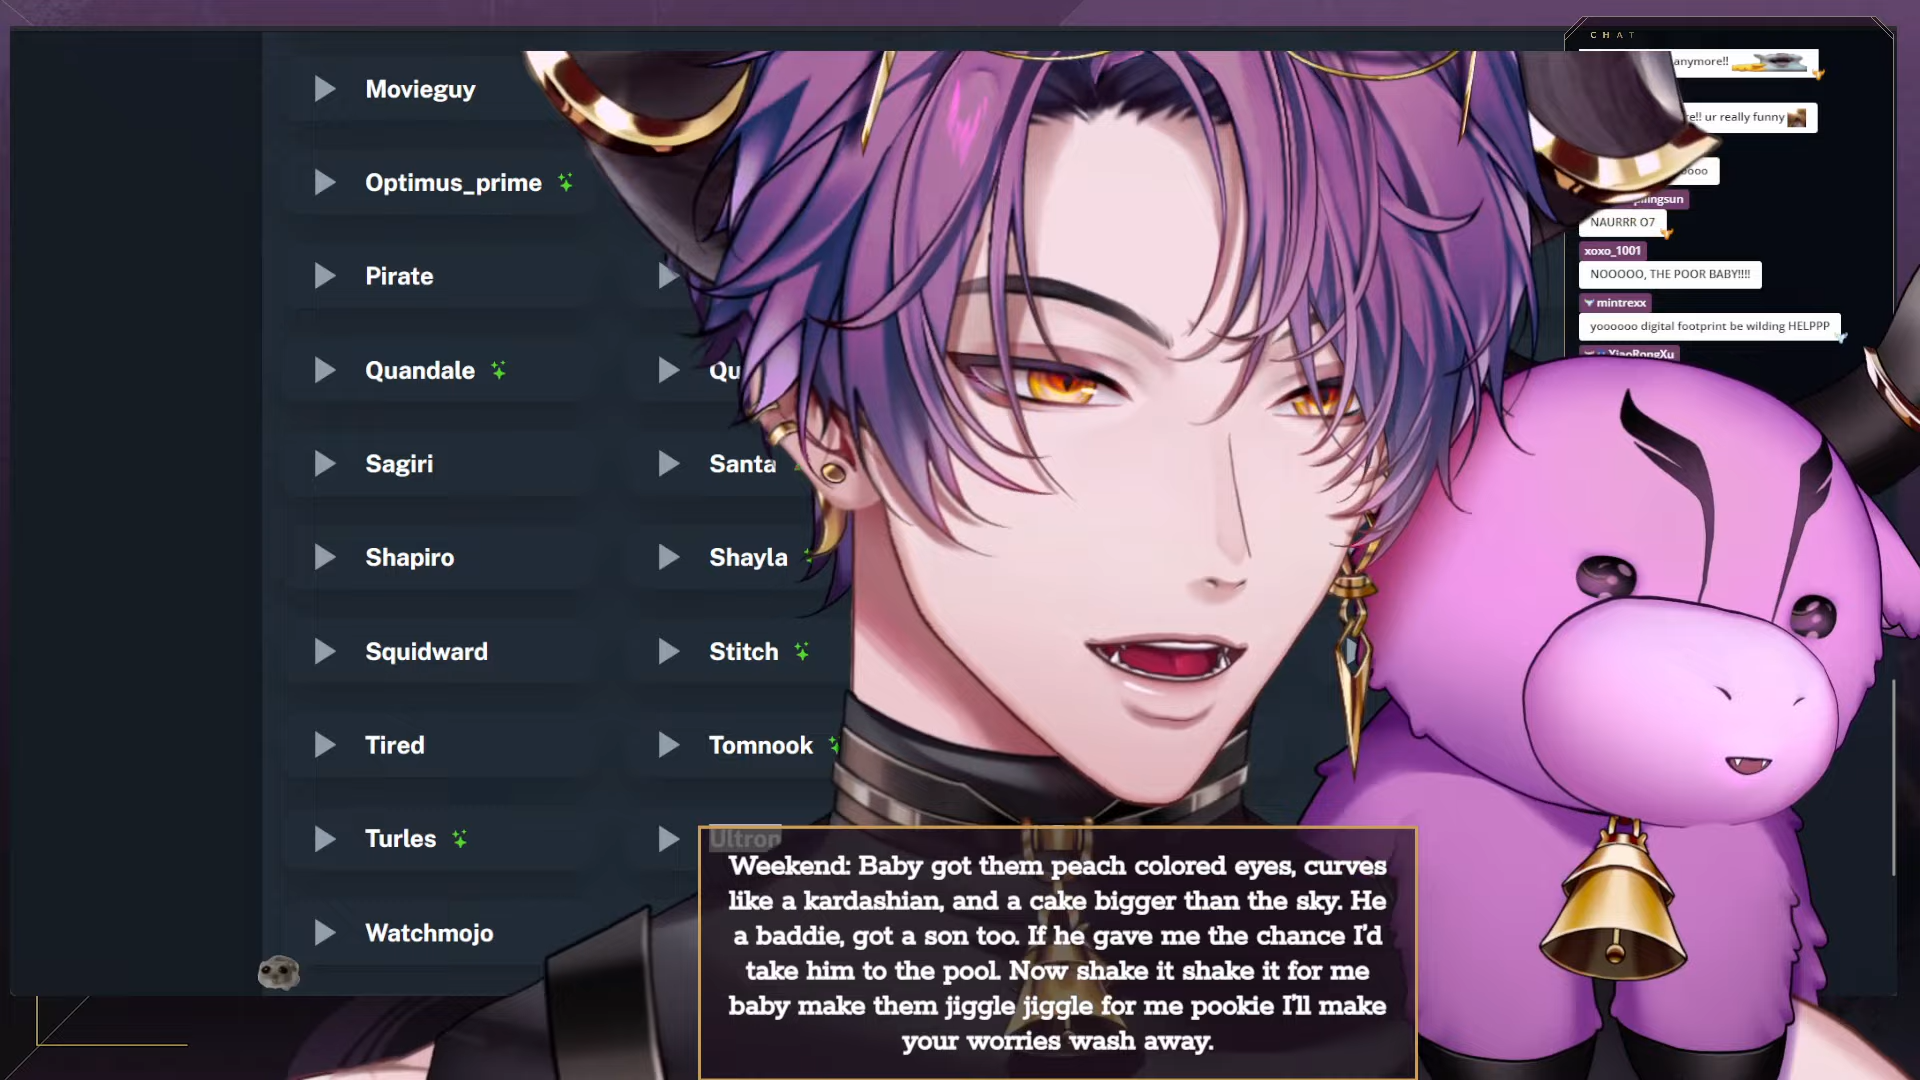 CHAT
anymore!!
Movieguy
re!! ur really funny
Optimus_prime
oooo
plingsun
NAURRR O7
xoxo_1001
Pirate
NOOOOO, THE POOR BABY!!!!
mintrexx
yoooooo digital footprint be wilding HELPPP
XiaoRongXu
Quandale
Qu
Sagiri
Santa
Shapiro
Shayla
Squidward
Stitch
Tired
Tomnook
Turles
Ultron
Watchmojo
Weekend: Baby got them peach colored eyes, curves
like a kardashian, and a cake bigger than the sky. He
a baddie, got a son too. If he gave me the chance I'd
take him to the pool. Now shake it shake it for me
baby make them jiggle jiggle for me pookie I'll make
your worries wash away.